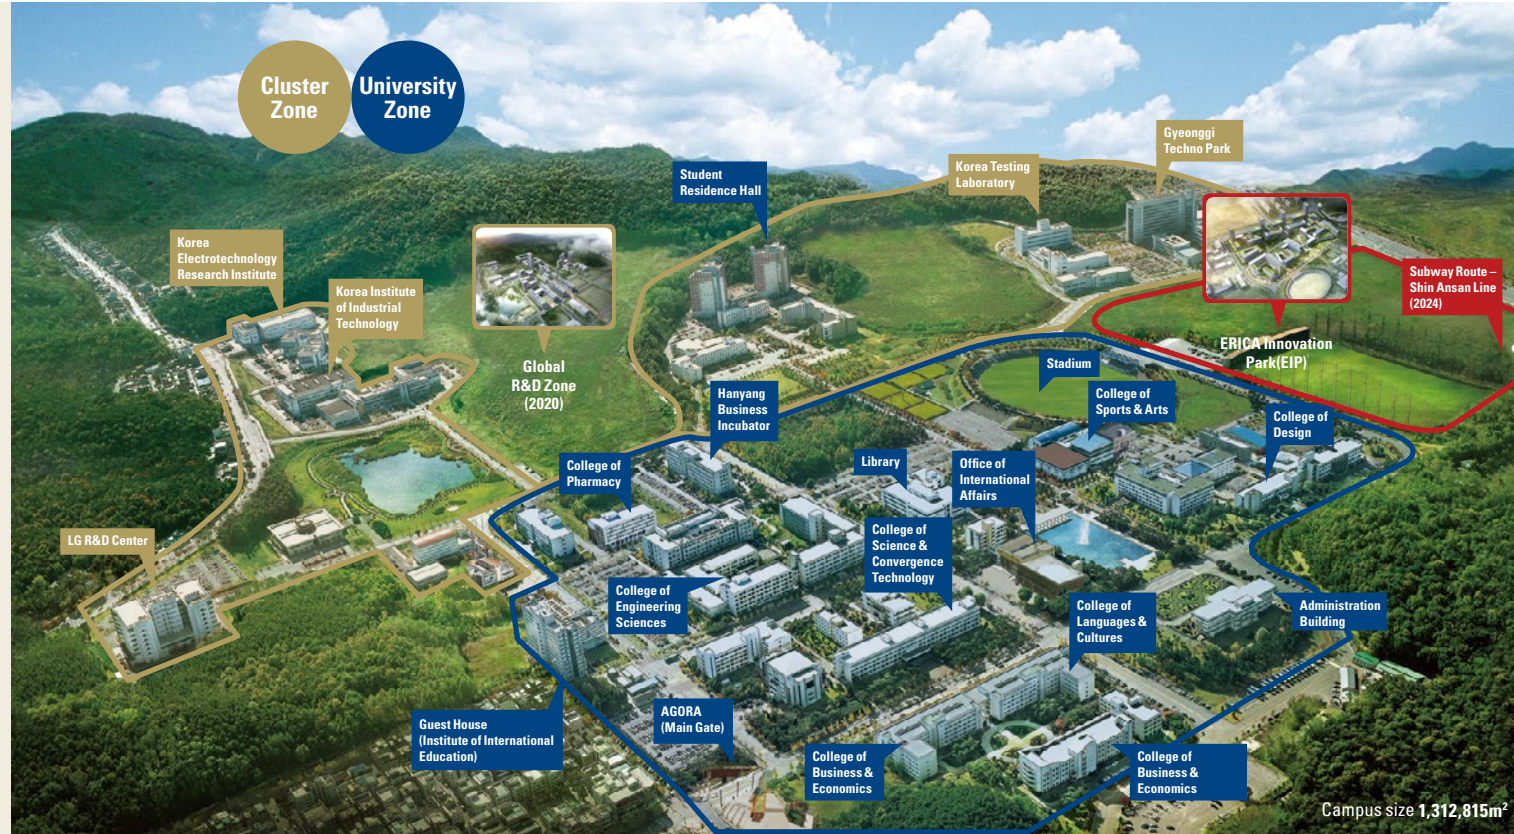 Cluster
Zone
University
Zone
Gyeonggi
Techno Park
Korea Testing
Laboratory
Student
Residence Hall
Korea
Electrotechnology
Research Institute
Korea Institute
of Industrial
Technology
Subway Route –
Shin Ansan Line
(2024)
ERICA Innovation
Park(EIP)
Global
R&D Zone
(2020)
Stadium
College of
Sports & Arts
Hanyang
Business
Incubator
College of
Design
College of
Pharmacy
Library
Office of
International
Affairs
LG R&D Center
College of
Science &
Convergence
Technology
College of
Engineering
Sciences
College of
Languages &
Cultures
Administration
Building
Guest House
(Institute of International
Education)
AGORA
(Main Gate)
College of
Business &
Economics
College of
Business &
Economics
Campus size 1,312,815m²